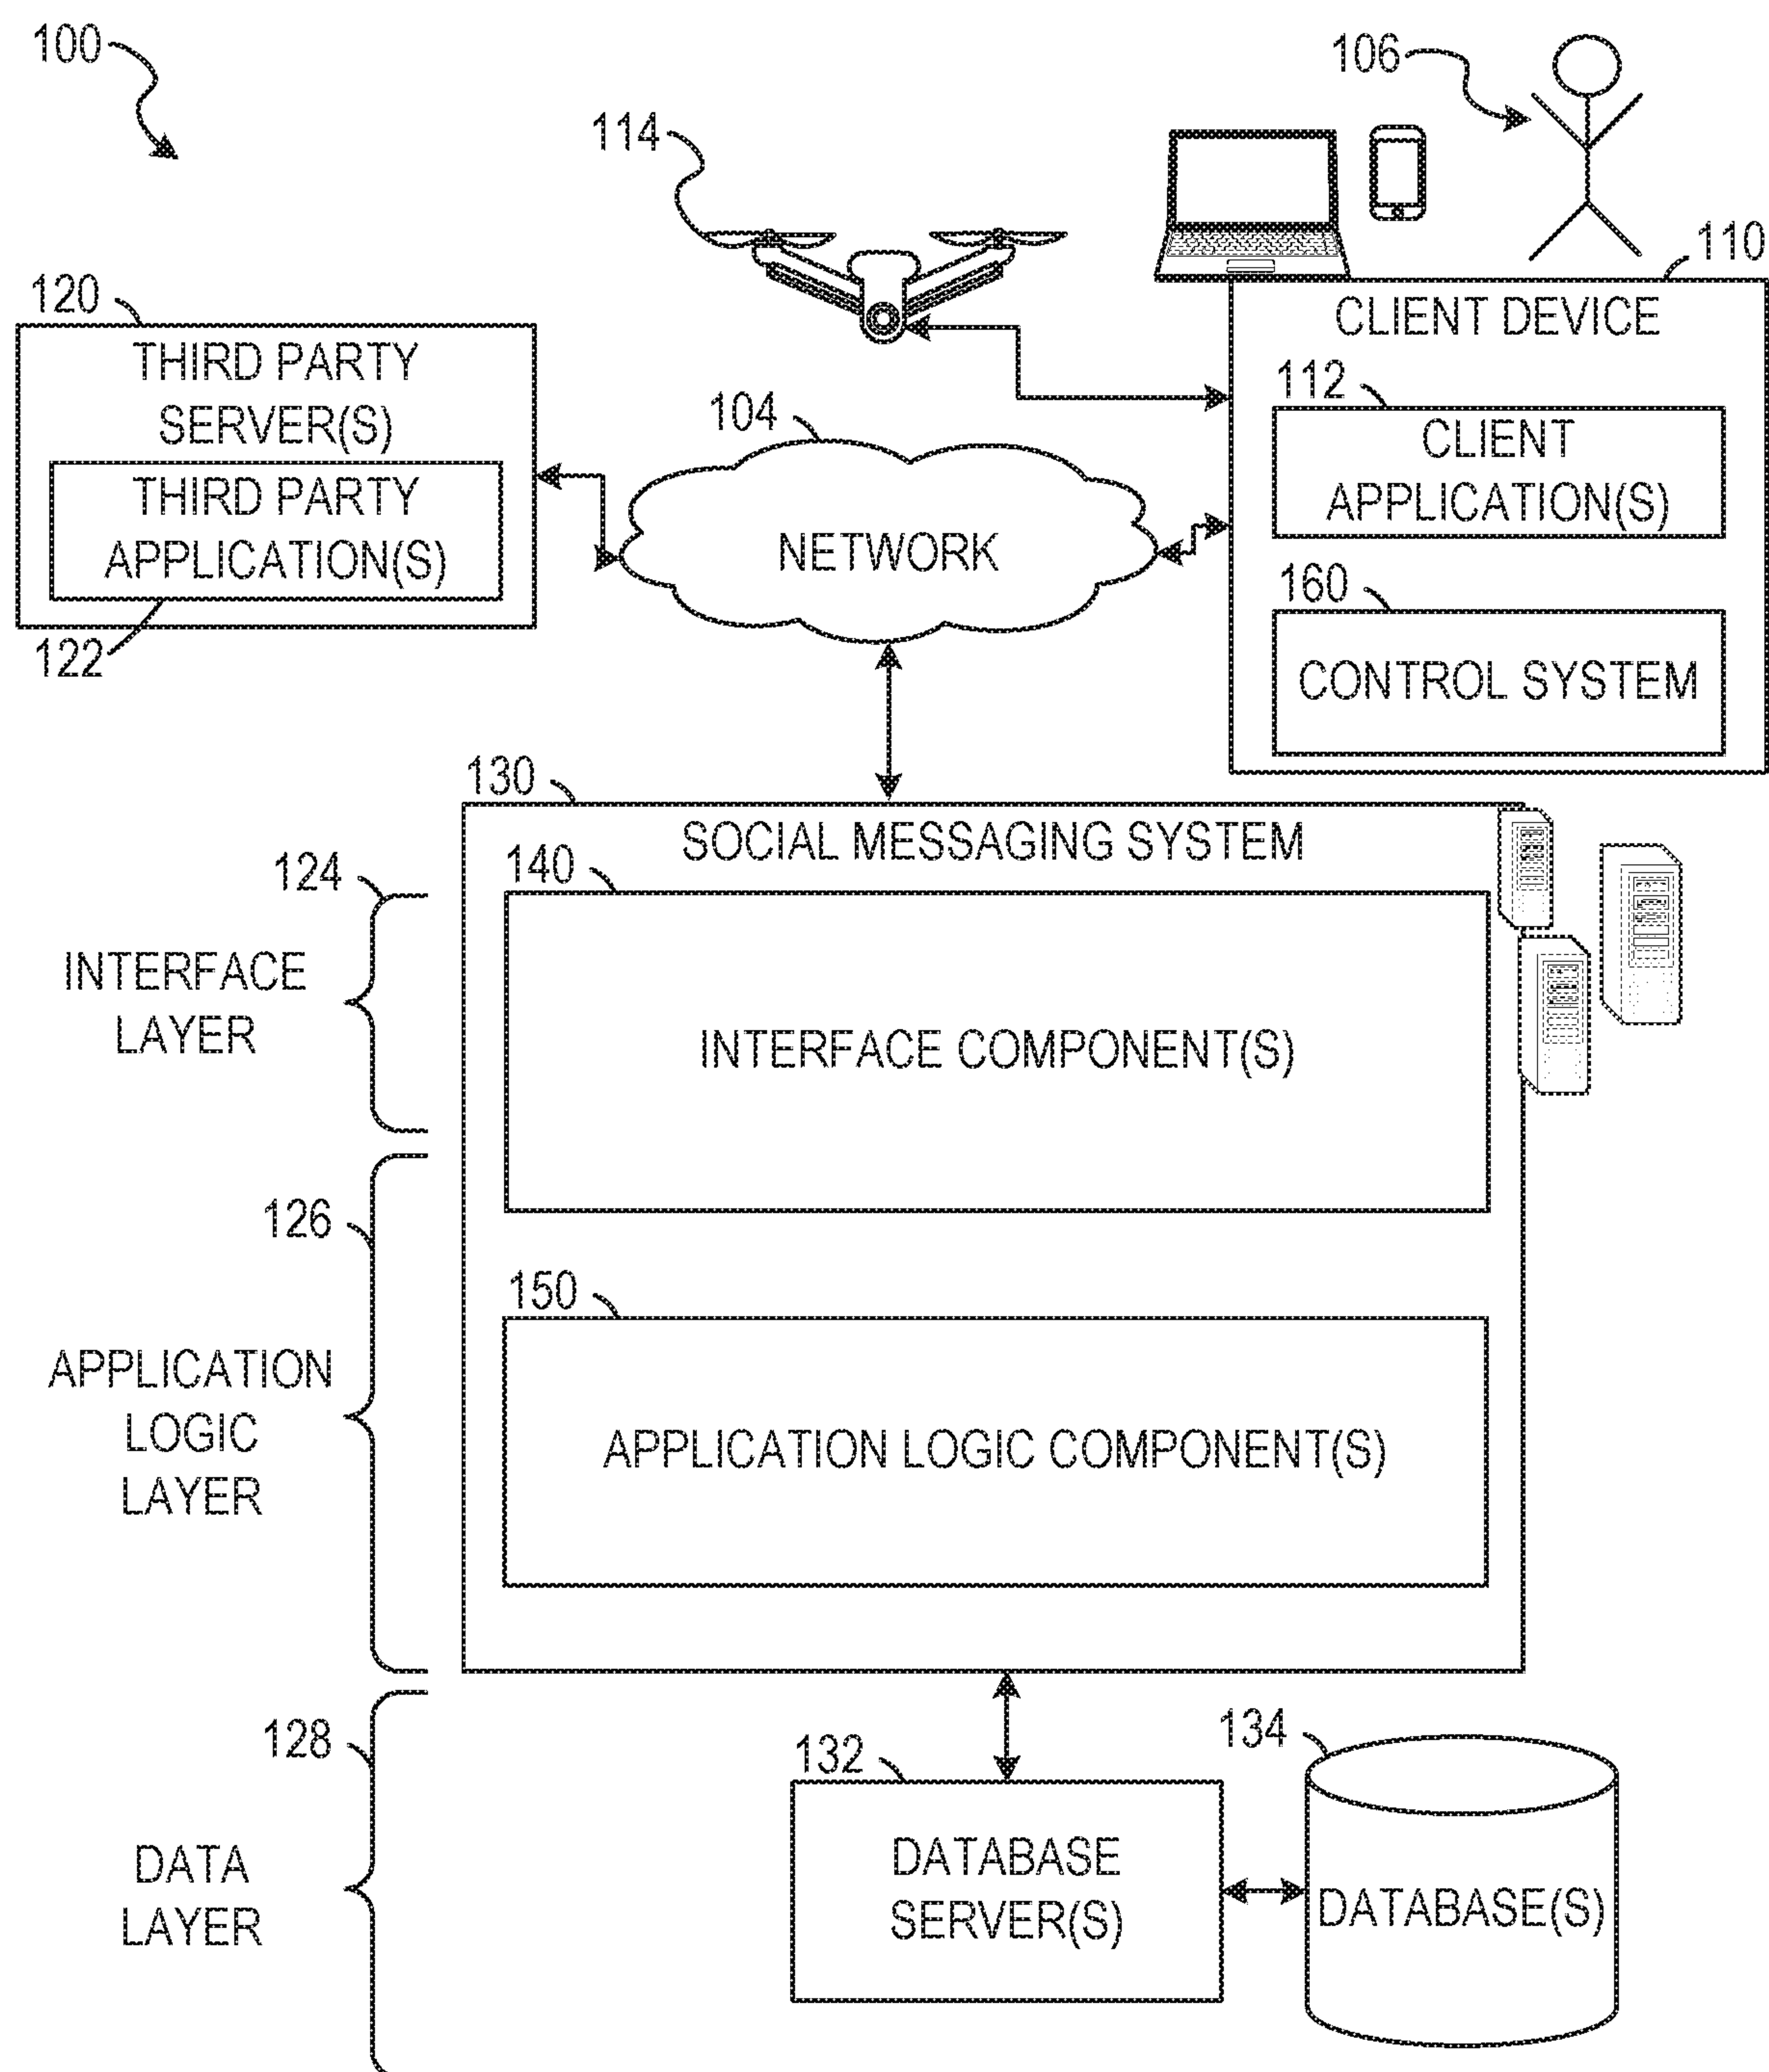 100
106
114
110
120
CLIENT DEVICE
THIRD PARTY
SERVER(S)
112
104
CLIENT
APPLICATION(S)
THIRD PARTY
APPLICATION(S)
NETWORK
160
122
CONTROL SYSTEM
130
SOCIAL MESSAGING SYSTEM
124
140
INTERFACE
LAYER
INTERFACE COMPONENT(S)
126
150
APPLICATION
LOGIC
LAYER
APPLICATION LOGIC COMPONENT(S)
128
132
134
DATA
LAYER
DATABASE
SERVER(S)
DATABASE(S)